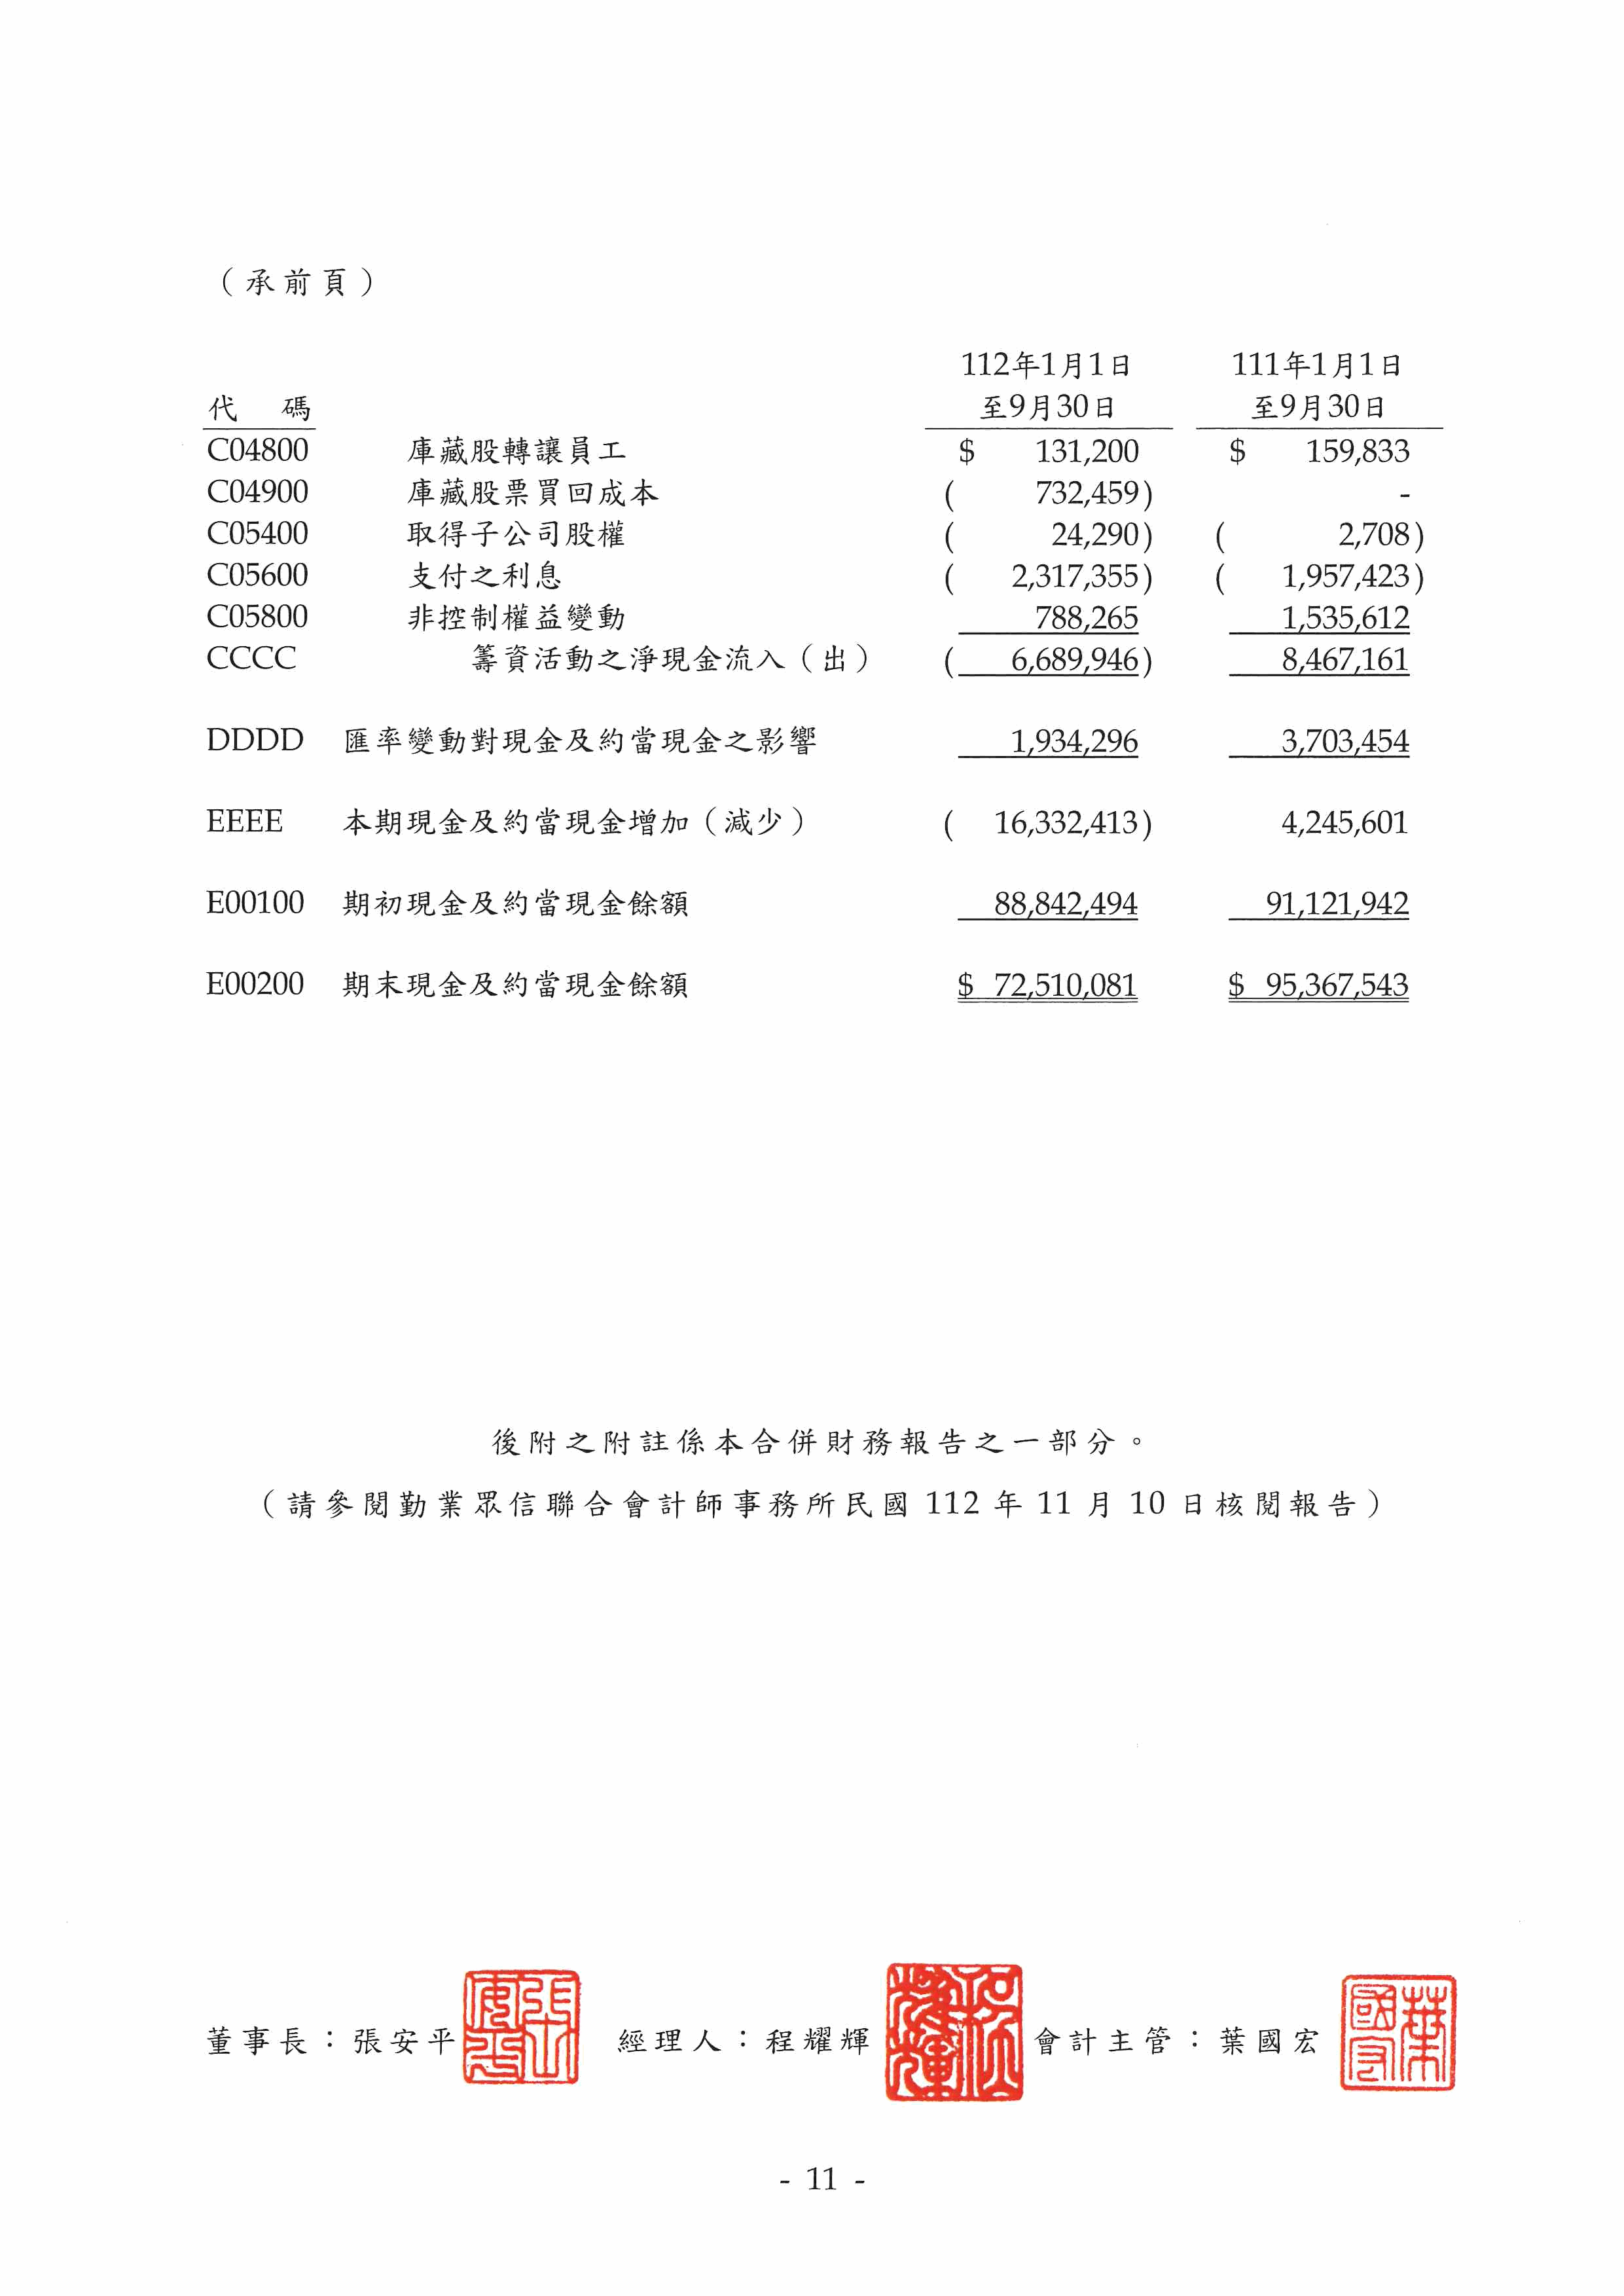 （承前頁）
112年1月1日 111年1月1日
代 碼 至9月30日 至9月30日
C04800 庫藏股轉讓員工 $ 131,200 $ 159,833
C04900 庫藏股票買回成本 ( 732,459) -
C05400 取得子公司股權 ( 24,290) ( 2,708)
C05600 支付之利息 ( 2,317,355) ( 1,957,423)
C05800 非控制權益變動 788,265 1,535,612
CCCC 籌資活動之淨現金流入（出） ( 6,689,946) 8,467,161
DDDD 匯率變動對現金及約當現金之影響 1,934,296 3,703,454
EEEE 本期現金及約當現金增加（減少） ( 16,332,413) 4,245,601
E00100 期初現金及約當現金餘額 88,842,494 91,121,942
E00200 期末現金及約當現金餘額 $ 72,510,081 $ 95,367,543
後附之附註係本合併財務報告之一部分。
（請參閱勤業眾信聯合會計師事務所民國 112 年 11 月 10 日核閱報告）
董事長：張安平 經理人：程耀輝 會計主管：葉國宏
- 11 -